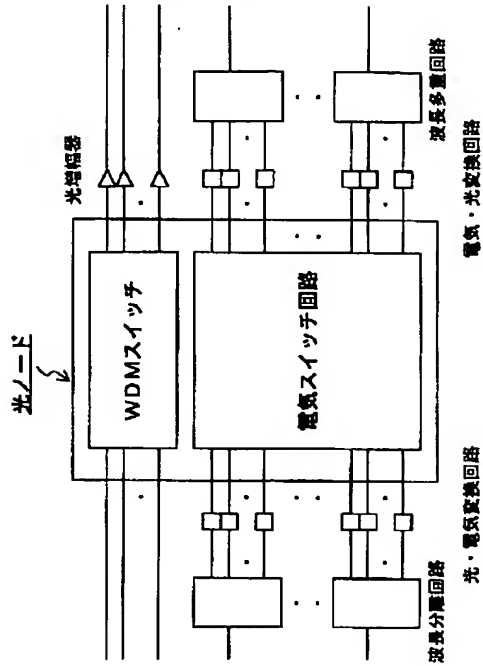 光ノード
光増幅器
WDMスイッチ
電気スイッチ回路
波長分離回路
波長多重回路
光・電気変換回路
電気・光変換回路